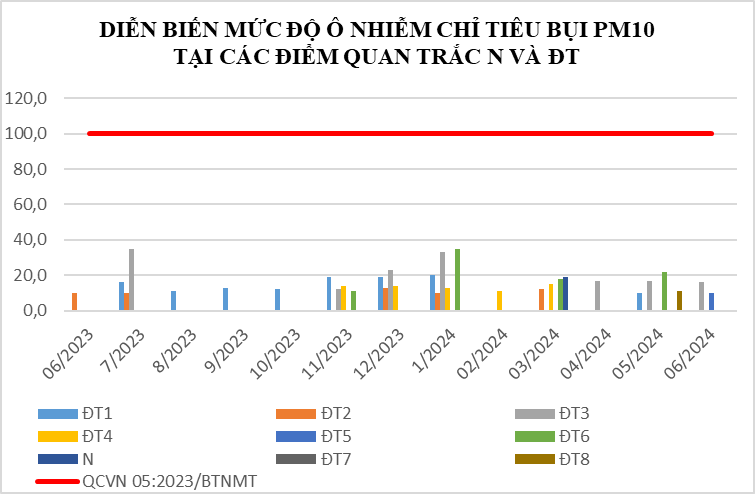 DIỄN BIẾN MỨC ĐỘ Ô NHIỄM CHỈ TIÊU BỤI PM10
TẠI CÁC ĐIỂM QUAN TRẮC N VÀ ĐT
120,0
100,0
80,0
60,0
40,0
20,0
0,0
06/2023 7/2023 8/2023 9/2023 10/2023 11/2023 12/2023 1/2024 02/2024 03/2024 04/2024 05/2024 06/2024
ĐT1 ĐT2 ĐT3
ĐT4 ĐT5 ĐT6
N ĐT7 ĐT8
QCVN 05:2023/BTNMT